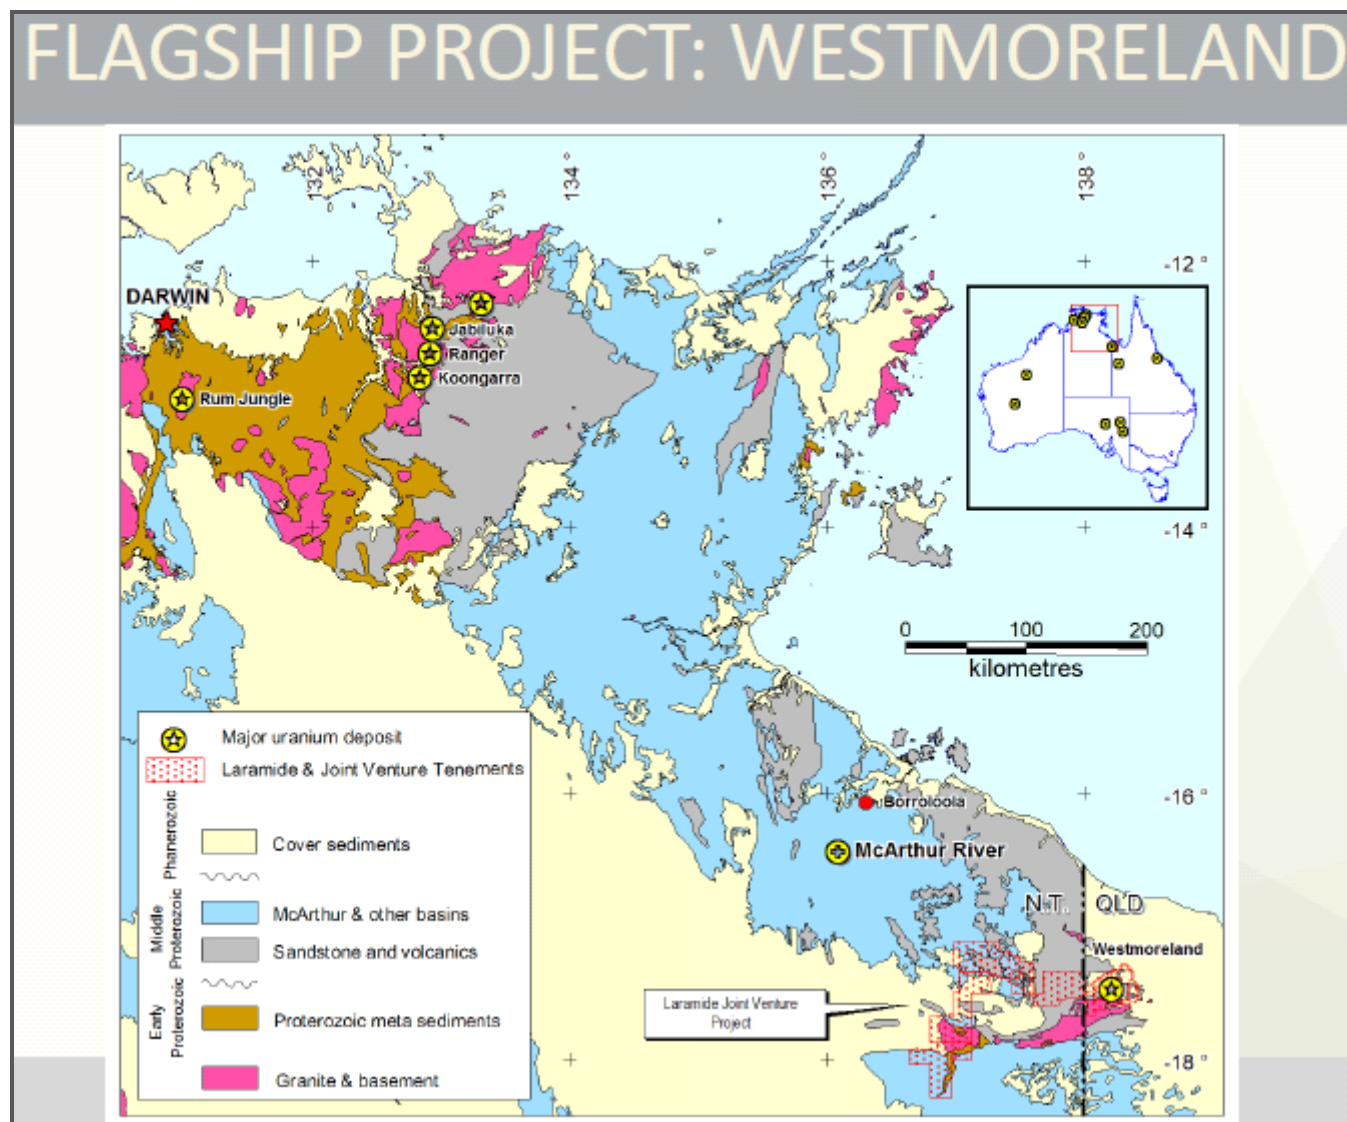 FLAGSHIP PROJECT: WESTMORELAND
132 °
134 °
136 °
138 °
-12 °
DARWIN
Jabiluka
Ranger
Koongarra
Rum Jungle
-14 °
0 100 200
kilometres
Major uranium deposit
Laramide & Joint Venture Tenements
Phanerozoic
Cover sediments
Middle
Proterozoic
McArthur & other basins
Sandstone and volcanics
Early
Proterozoic
Proterozoic meta sediments
Granite & basement
-16 °
Borroloola
McArthur River
N.T. QLD
Westmoreland
Laramide Joint Venture
Project
-18 °